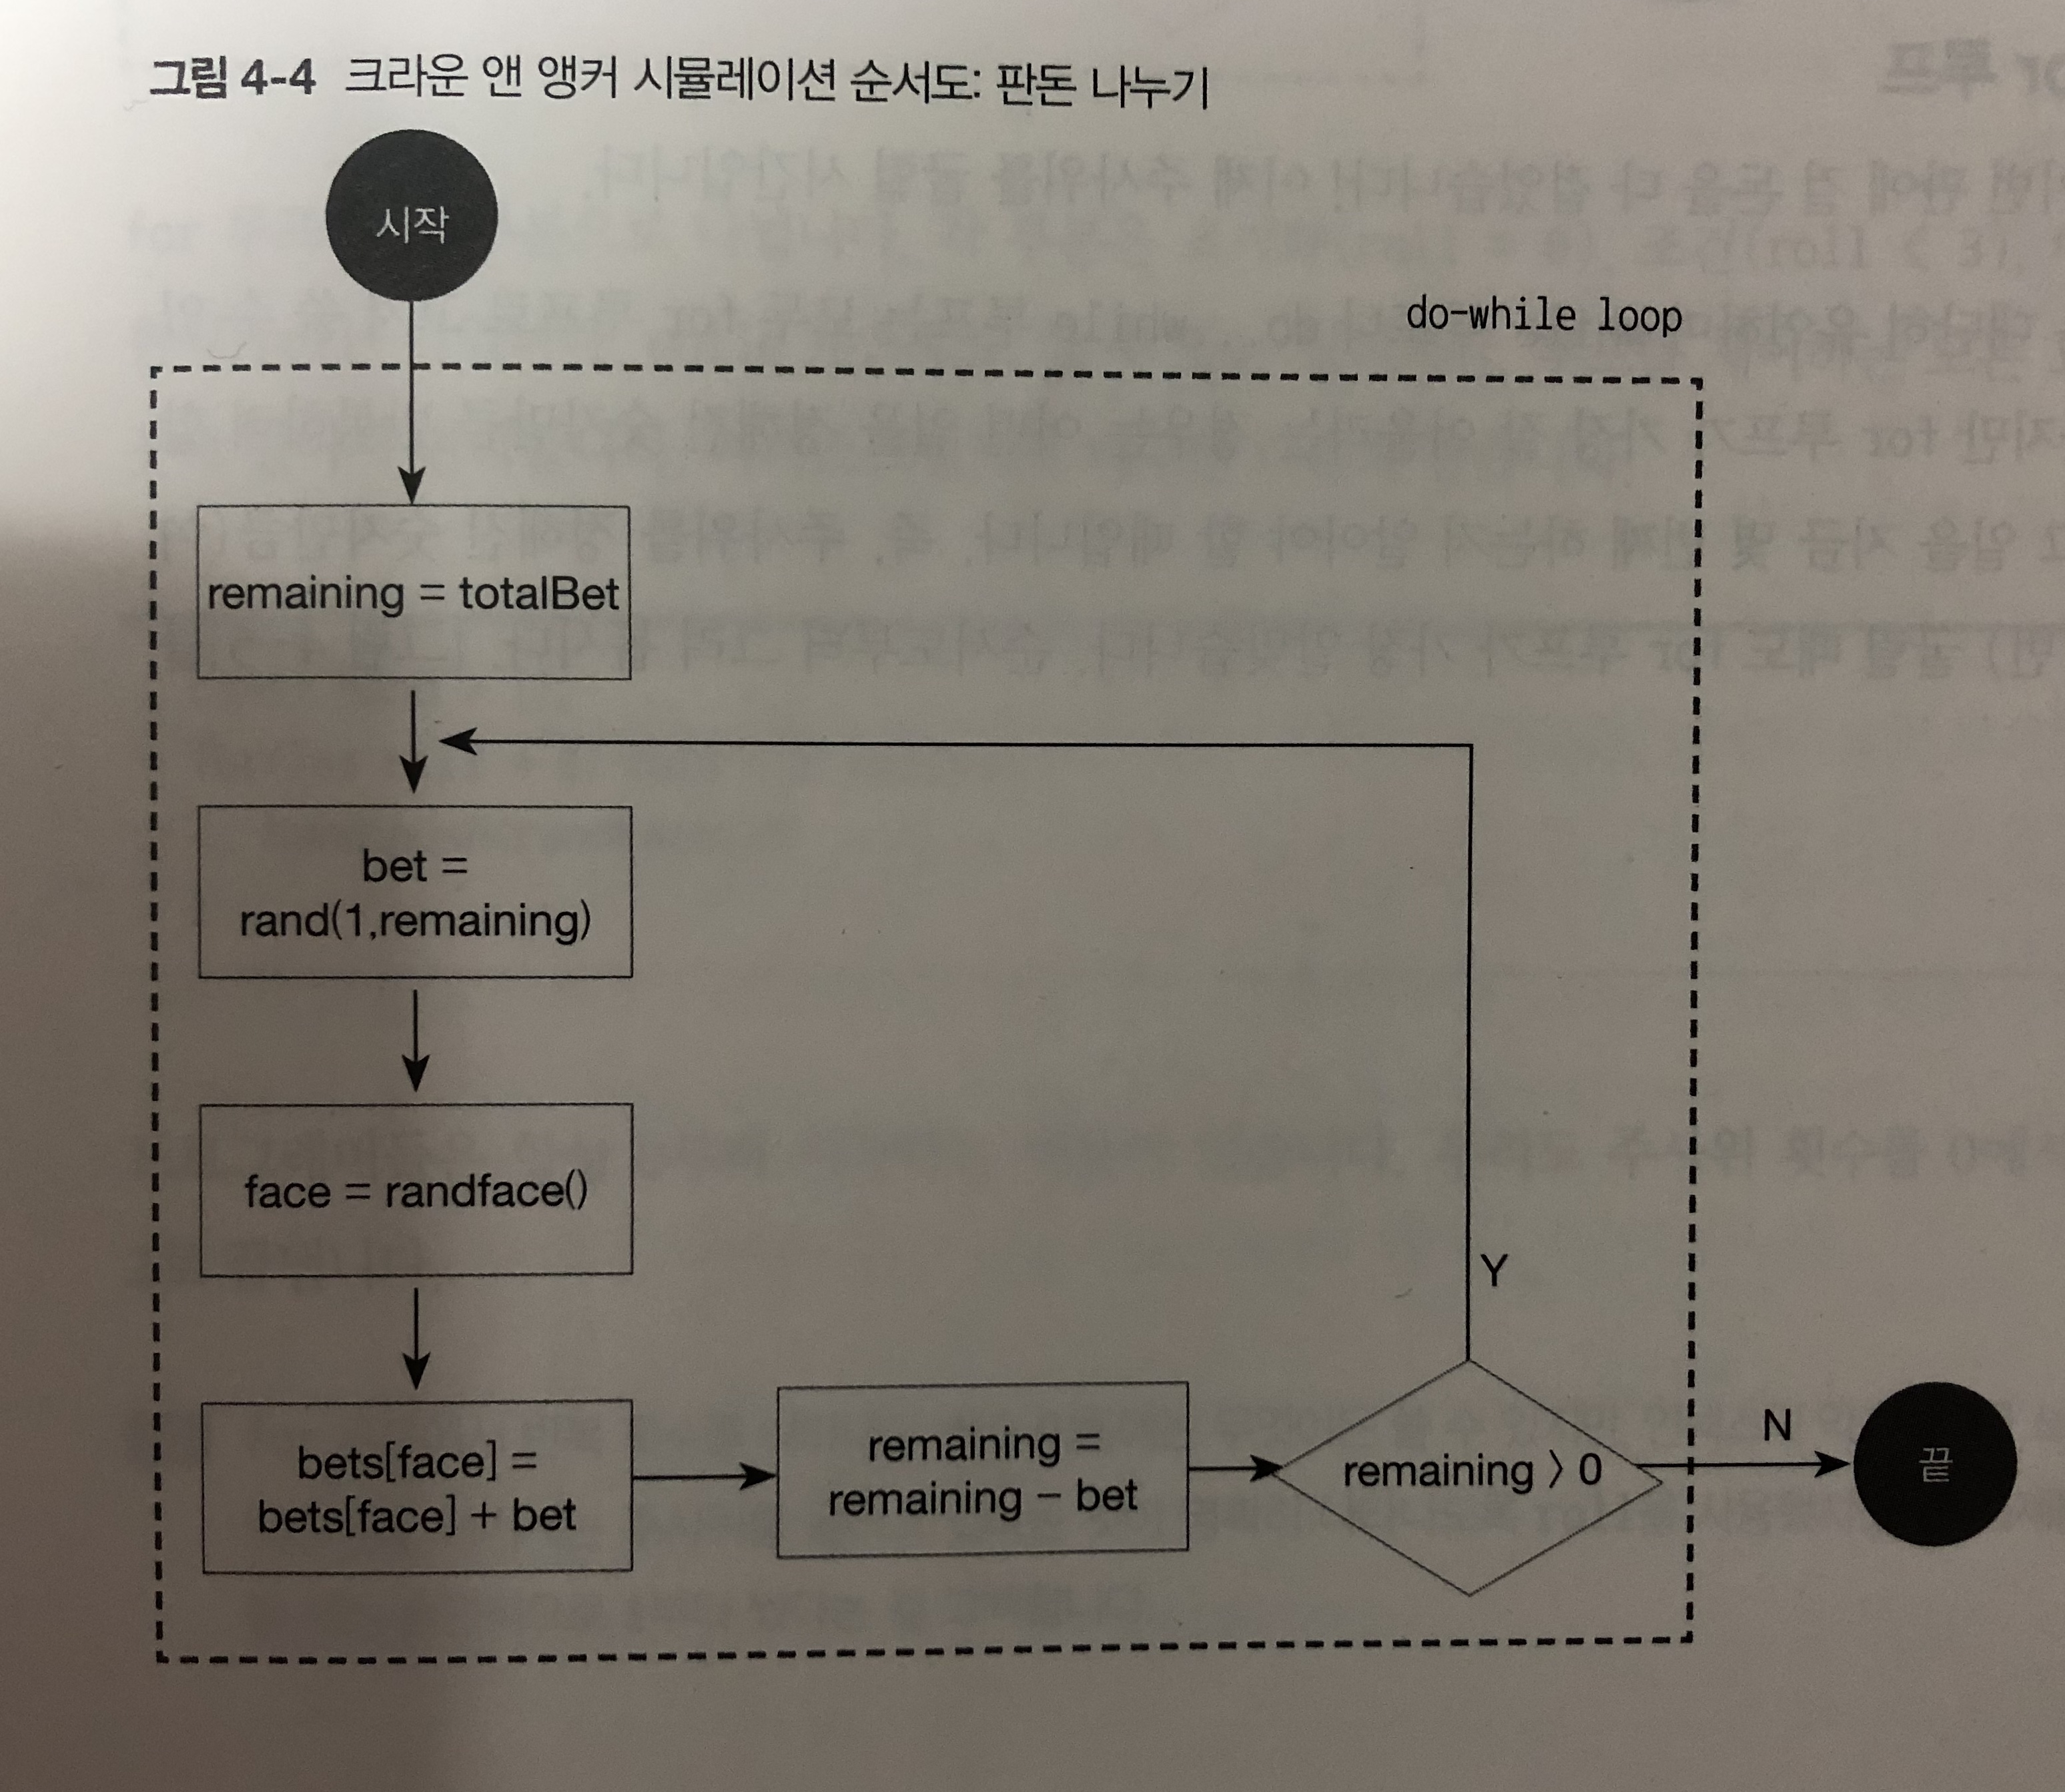 그림 4-4 크라운 앤 앵커 시뮬레이션 순서도: 판돈 나누기
시작
do-while loop
remaining = totalBet
bet =
rand(1,remaining)
face = randface()
Y
bets[face] =
bets[face] + bet
remaining =
remaining − bet
remaining 〉 0
N
끝